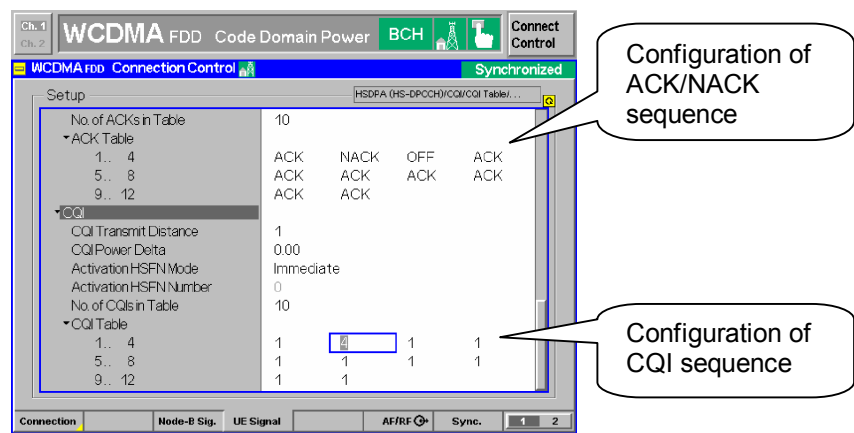 Ch. 1
Ch. 2
WCDMA FDD Code Domain Power
BCH
Connect
Control
WCDMA FDD Connection Control
Synchronized
Setup
HSDPA (HS-DPCCH)/CQI/CQI Table/...
Q
No. of ACKs in Table 10
ACK Table
1.. 4 ACK NACK OFF ACK
5.. 8 ACK ACK ACK ACK
9.. 12 ACK ACK
CQI
CQI Transmit Distance 1
CQI Power Delta 0.00
Activation HSFN Mode Immediate
Activation HSFN Number 0
No. of CQIs in Table 10
CQI Table
1.. 4 1 4 1 1
5.. 8 1 1 1 1
9.. 12 1 1
Connection Node-B Sig. UE Signal AF/RF Sync. 1 2
Configuration of
ACK/NACK
sequence
Configuration of
CQI sequence